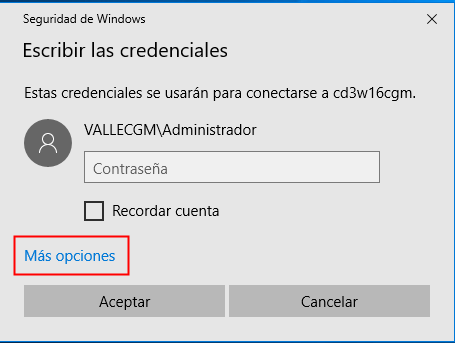 Seguridad de Windows
Escribir las credenciales
Estas credenciales se usarán para conectarse a cd3w16cgm.
VALLECGM\Administrador
Contraseña
Recordar cuenta
Más opciones
Aceptar
Cancelar